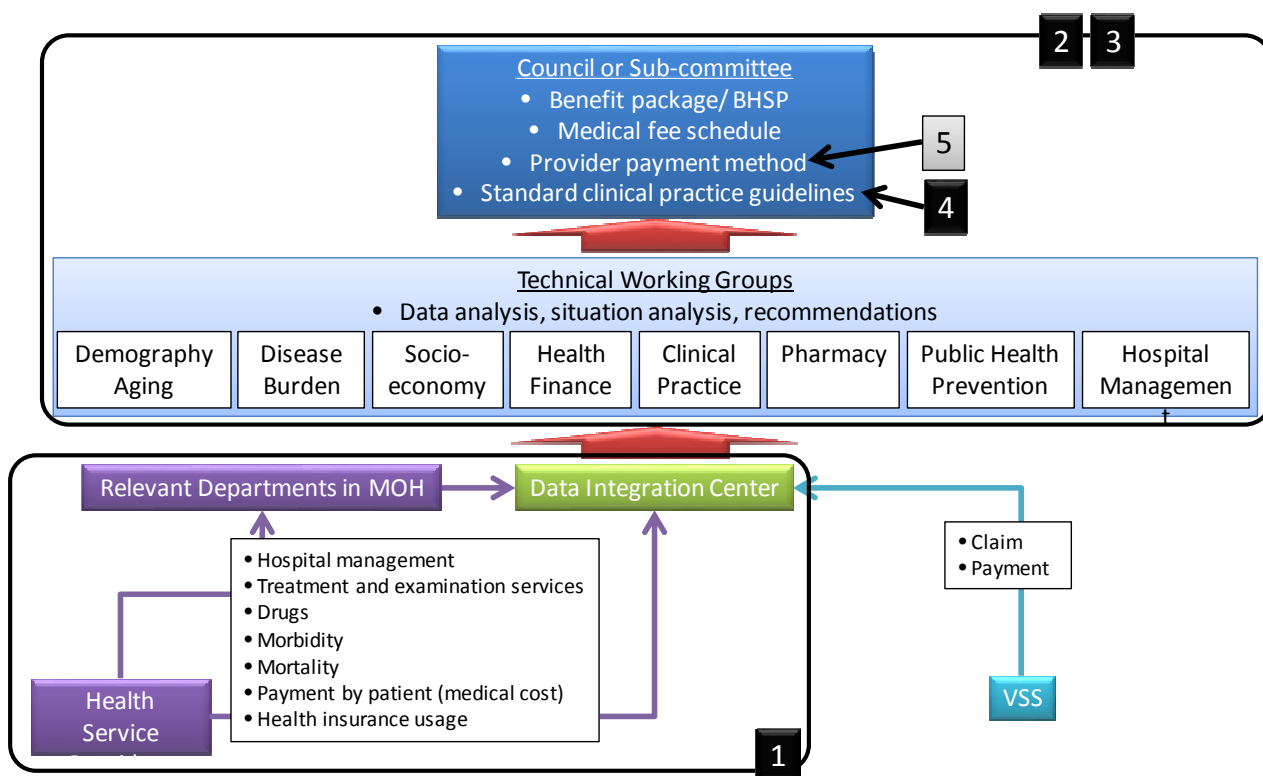 2 3
Council or Sub-committee
• Benefit package/ BHSP
• Medical fee schedule
• Provider payment method
• Standard clinical practice guidelines
5
4
Technical Working Groups
• Data analysis, situation analysis, recommendations
Demography
Aging
Disease
Burden
Socio-
economy
Health
Finance
Clinical
Practice
Pharmacy
Public Health
Prevention
Hospital
Managemen
t
Relevant Departments in MOH
Data Integration Center
• Claim
• Payment
• Hospital management
• Treatment and examination services
• Drugs
• Morbidity
• Mortality
• Payment by patient (medical cost)
• Health insurance usage
Health
Service
VSS
1